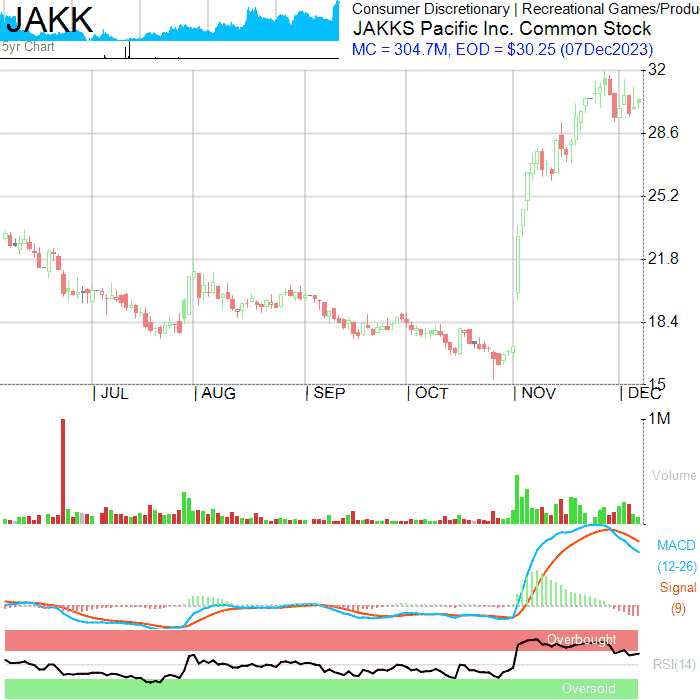 JAKK
5yr Chart
Consumer Discretionary | Recreational Games/Produ
JAKKS Pacific Inc. Common Stock
MC = 304.7M, EOD = $30.25 (07Dec2023)
32
28.6
25.2
21.8
18.4
15
| JUL | AUG | SEP | OCT | NOV | DEC
1M
Volume
MACD
(12-26)
Signal
(9)
Overbought
RSI(14)
Oversold